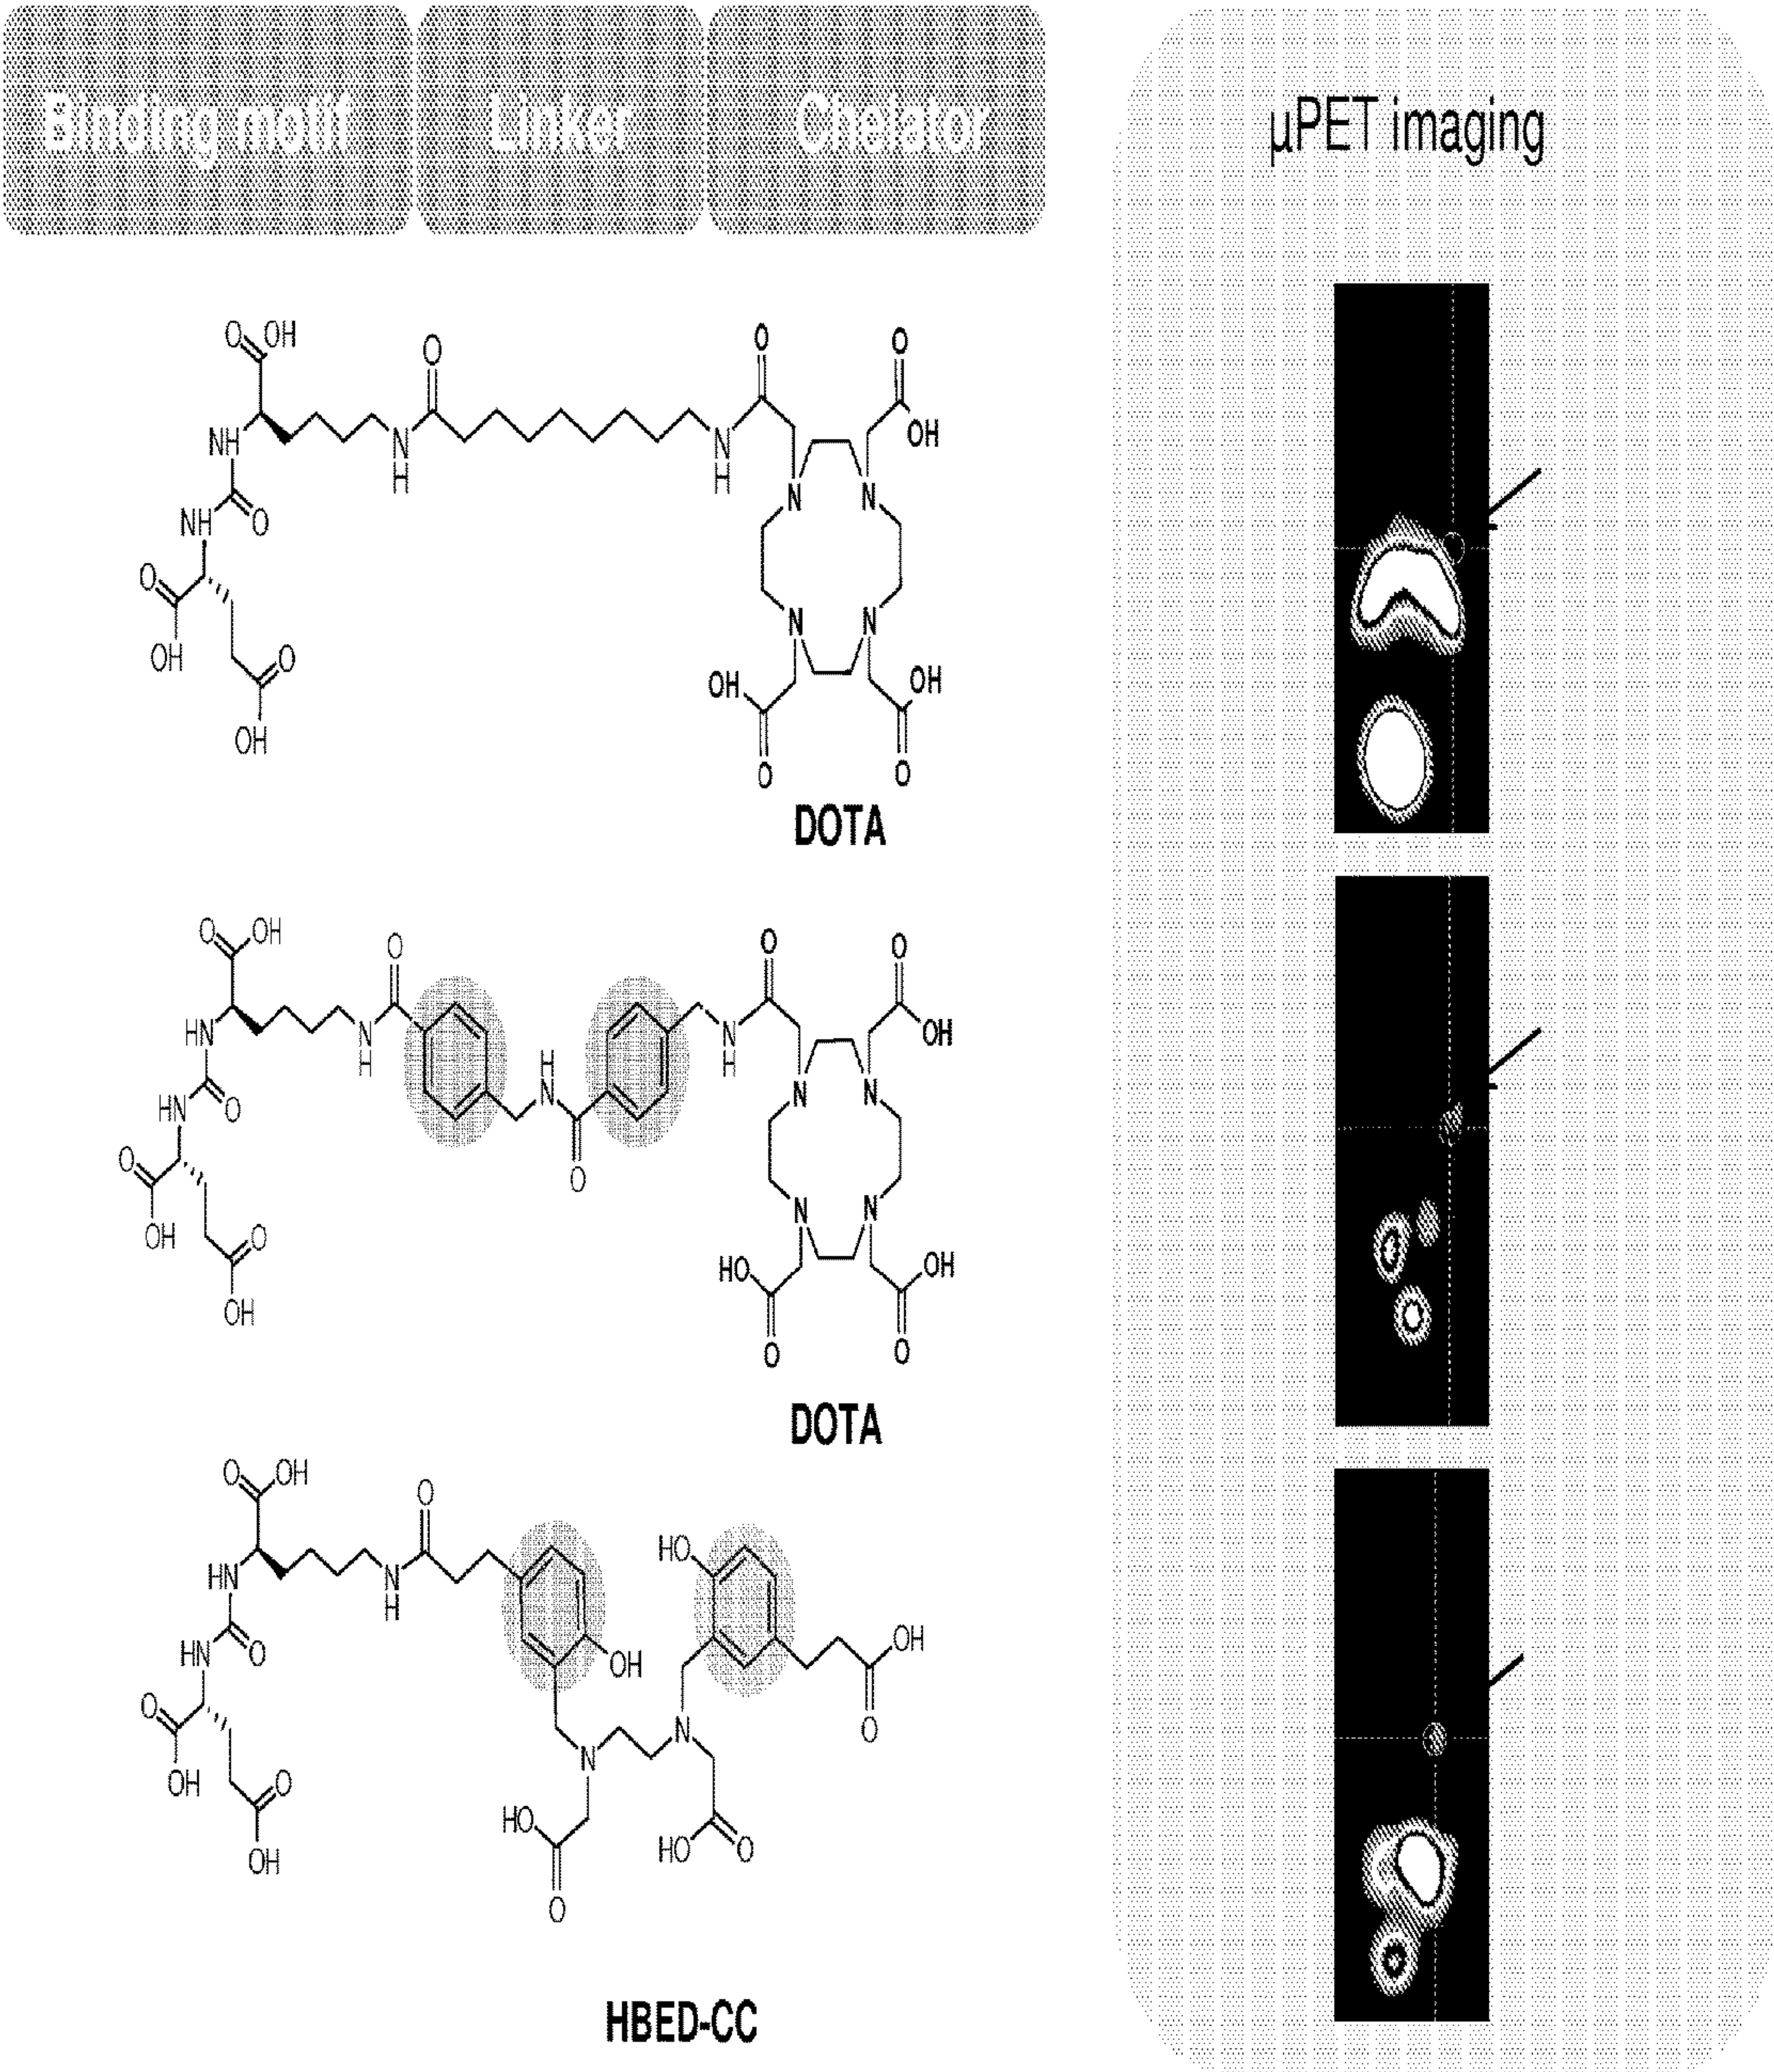 Binding motif Linker Chelator
µPET imaging
O OH O O O
NH N N OH
H H
N N
NH O
O
N N
OH O
OH OH
OH
O O
DOTA
O OH O O O
HN N H N OH
H N H
N N
HN O
O O
N N
OH O
HO OH
OH
O O
DOTA
O OH O
HO
HN N
H
OH
HN O OH
O N O
N
OH O
HO HO O
OH
O
HBED-CC